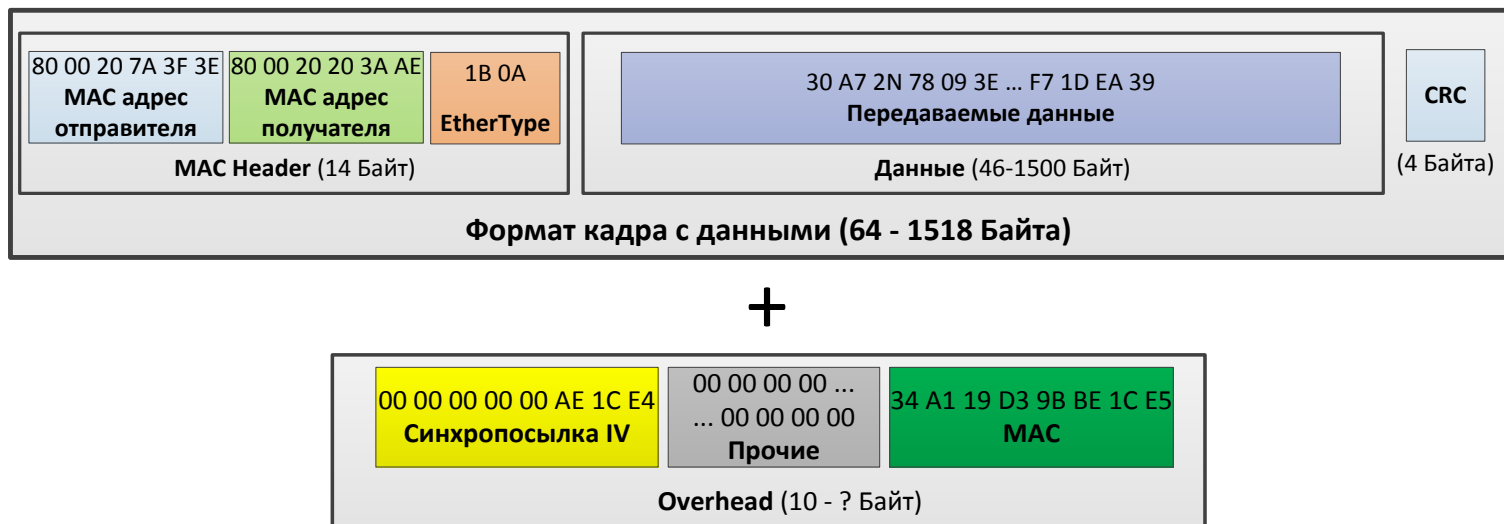 80 00 20 7A 3F 3E
MAC адрес
отправителя
80 00 20 20 3A AE
MAC адрес
получателя
1B 0A
EtherType
MAC Header (14 Байт)
30 A7 2N 78 09 3E ... F7 1D EA 39
Передаваемые данные
Данные (46-1500 Байт)
CRC
(4 Байта)
Формат кадра с данными (64 - 1518 Байта)
+
00 00 00 00 00 AE 1C E4
Синхропосылка IV
00 00 00 00 ...
... 00 00 00 00
Прочие
34 A1 19 D3 9B BE 1C E5
MAC
Overhead (10 - ? Байт)